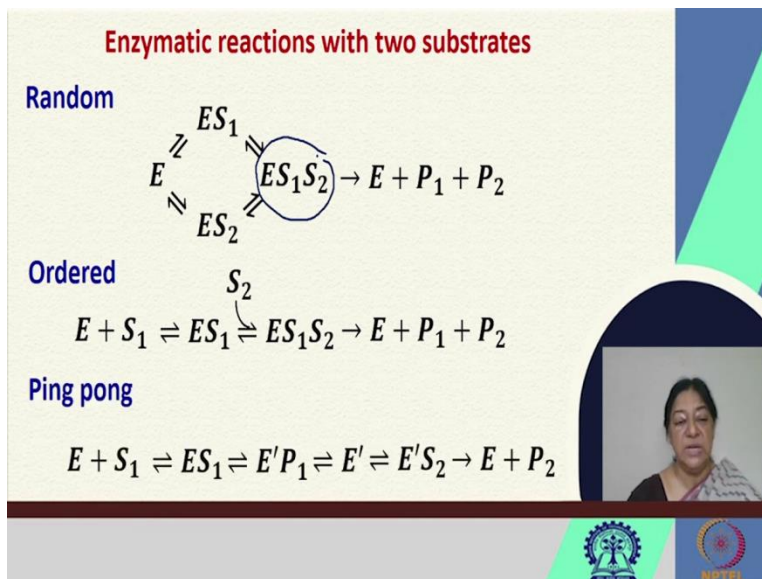 Enzymatic reactions with two substrates
Random
ES₁
E ⇌ ⇌ ES₁S₂ → E + P₁ + P₂
ES₂
Ordered
S₂
E + S₁ ⇌ ES₁ ⇌ ES₁S₂ → E + P₁ + P₂
Ping pong
E + S₁ ⇌ ES₁ ⇌ E'P₁ ⇌ E' ⇌ E'S₂ → E + P₂
NPTEL